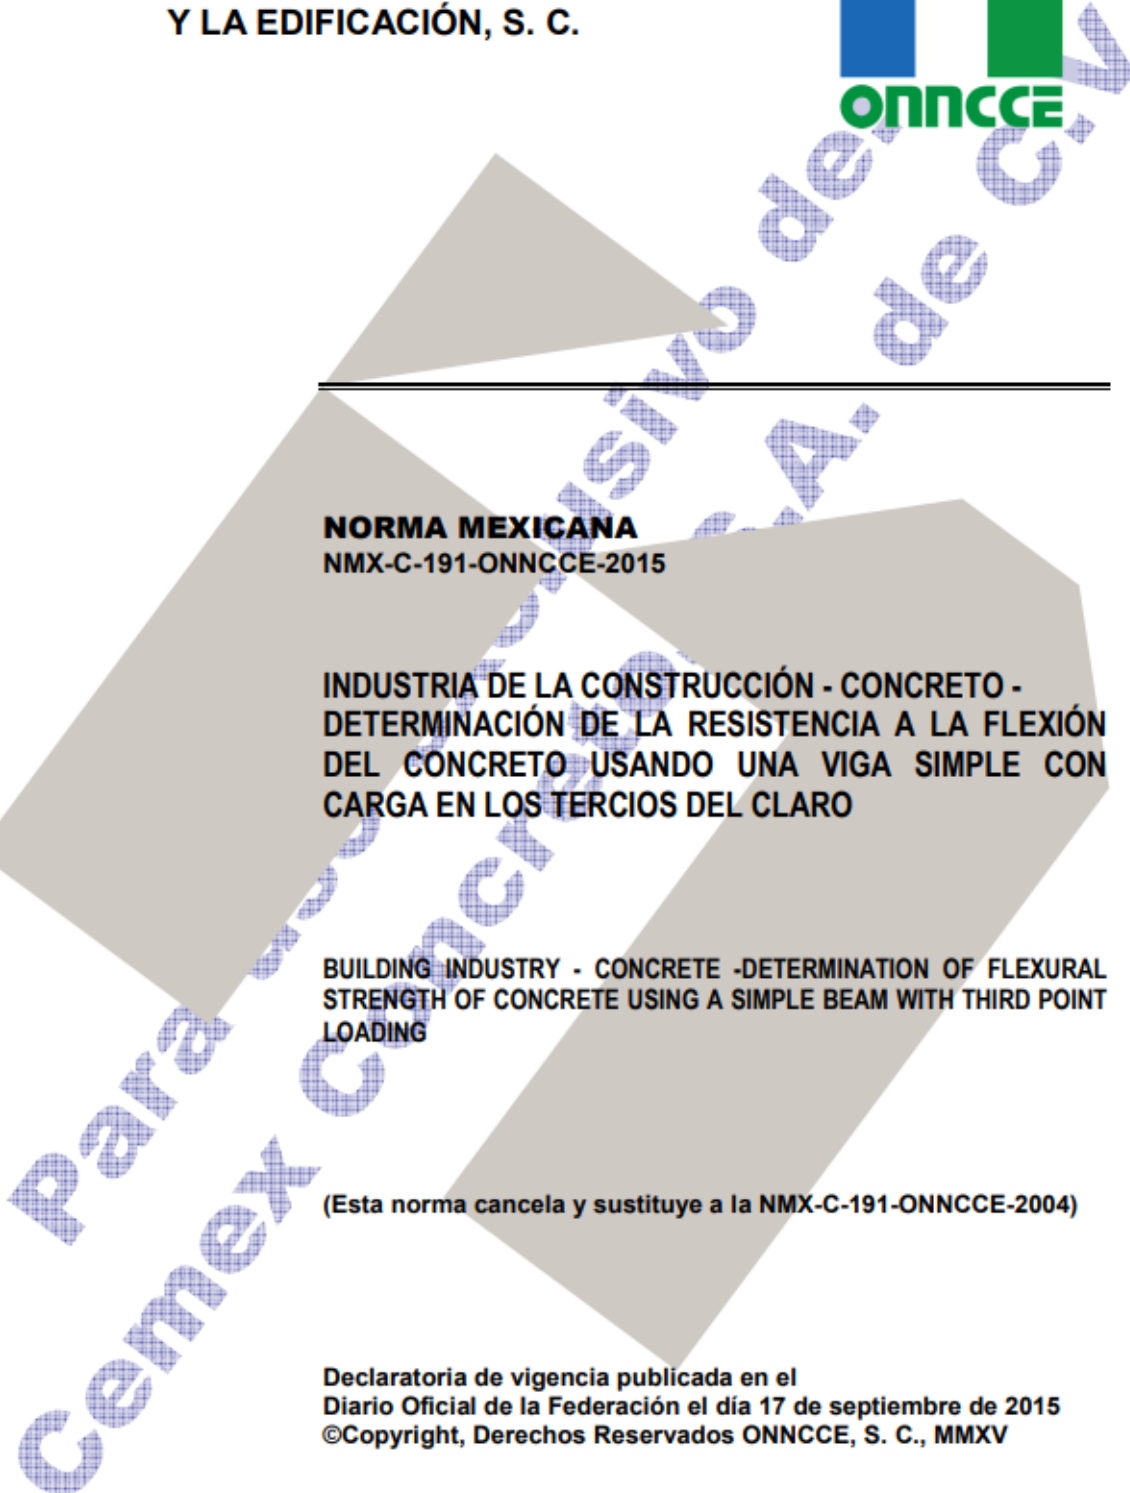 Y LA EDIFICACIÓN, S. C.
onncce
NORMA MEXICANA
NMX-C-191-ONNCCE-2015
INDUSTRIA DE LA CONSTRUCCIÓN - CONCRETO -
DETERMINACIÓN DE LA RESISTENCIA A LA FLEXIÓN
DEL CONCRETO USANDO UNA VIGA SIMPLE CON
CARGA EN LOS TERCIOS DEL CLARO
BUILDING INDUSTRY - CONCRETE -DETERMINATION OF FLEXURAL
STRENGTH OF CONCRETE USING A SIMPLE BEAM WITH THIRD POINT
LOADING
(Esta norma cancela y sustituye a la NMX-C-191-ONNCCE-2004)
Declaratoria de vigencia publicada en el
Diario Oficial de la Federación el día 17 de septiembre de 2015
©Copyright, Derechos Reservados ONNCCE, S. C., MMXV
Para
de
Cemex
de C.V